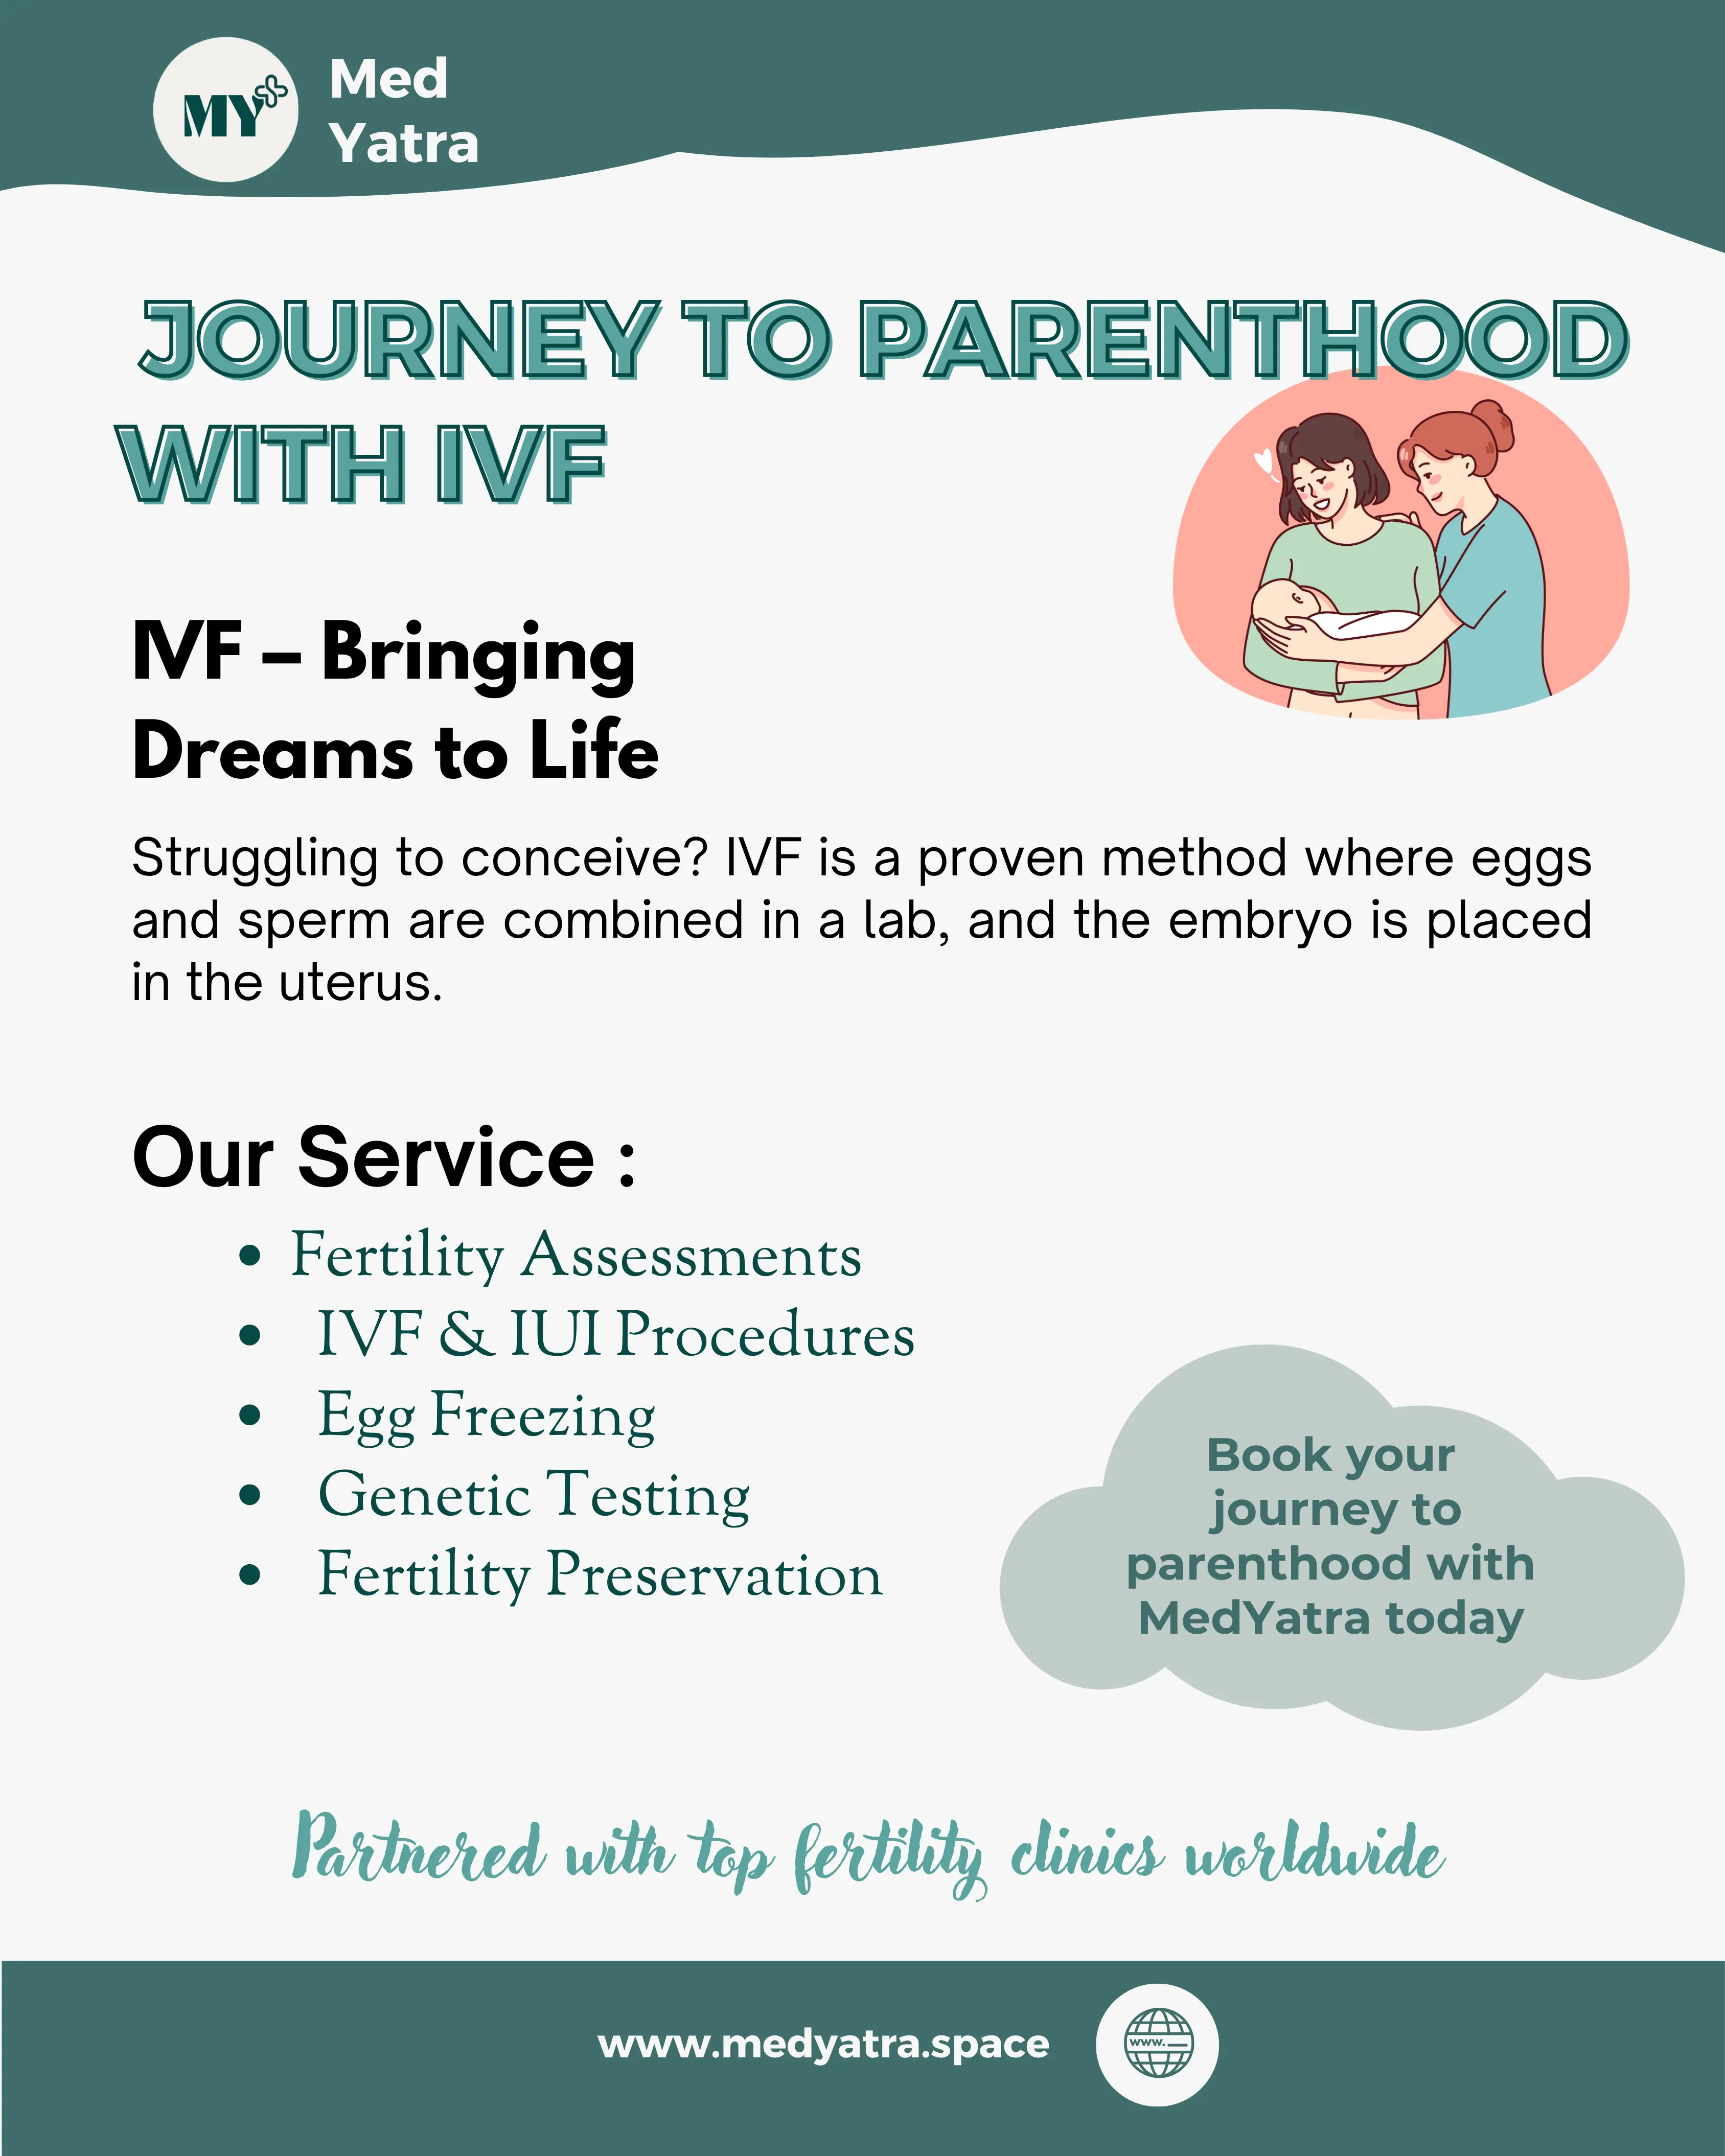 MY
Med
Yatra
JOURNEY TO PARENTHOOD
WITH IVF
IVF – Bringing
Dreams to Life
Struggling to conceive? IVF is a proven method where eggs
and sperm are combined in a lab, and the embryo is placed
in the uterus.
Our Service :
• Fertility Assessments
• IVF & IUI Procedures
• Egg Freezing
• Genetic Testing
• Fertility Preservation
Book your
journey to
parenthood with
MedYatra today
Partnered with top fertility clinics worldwide
www.medyatra.space
www.